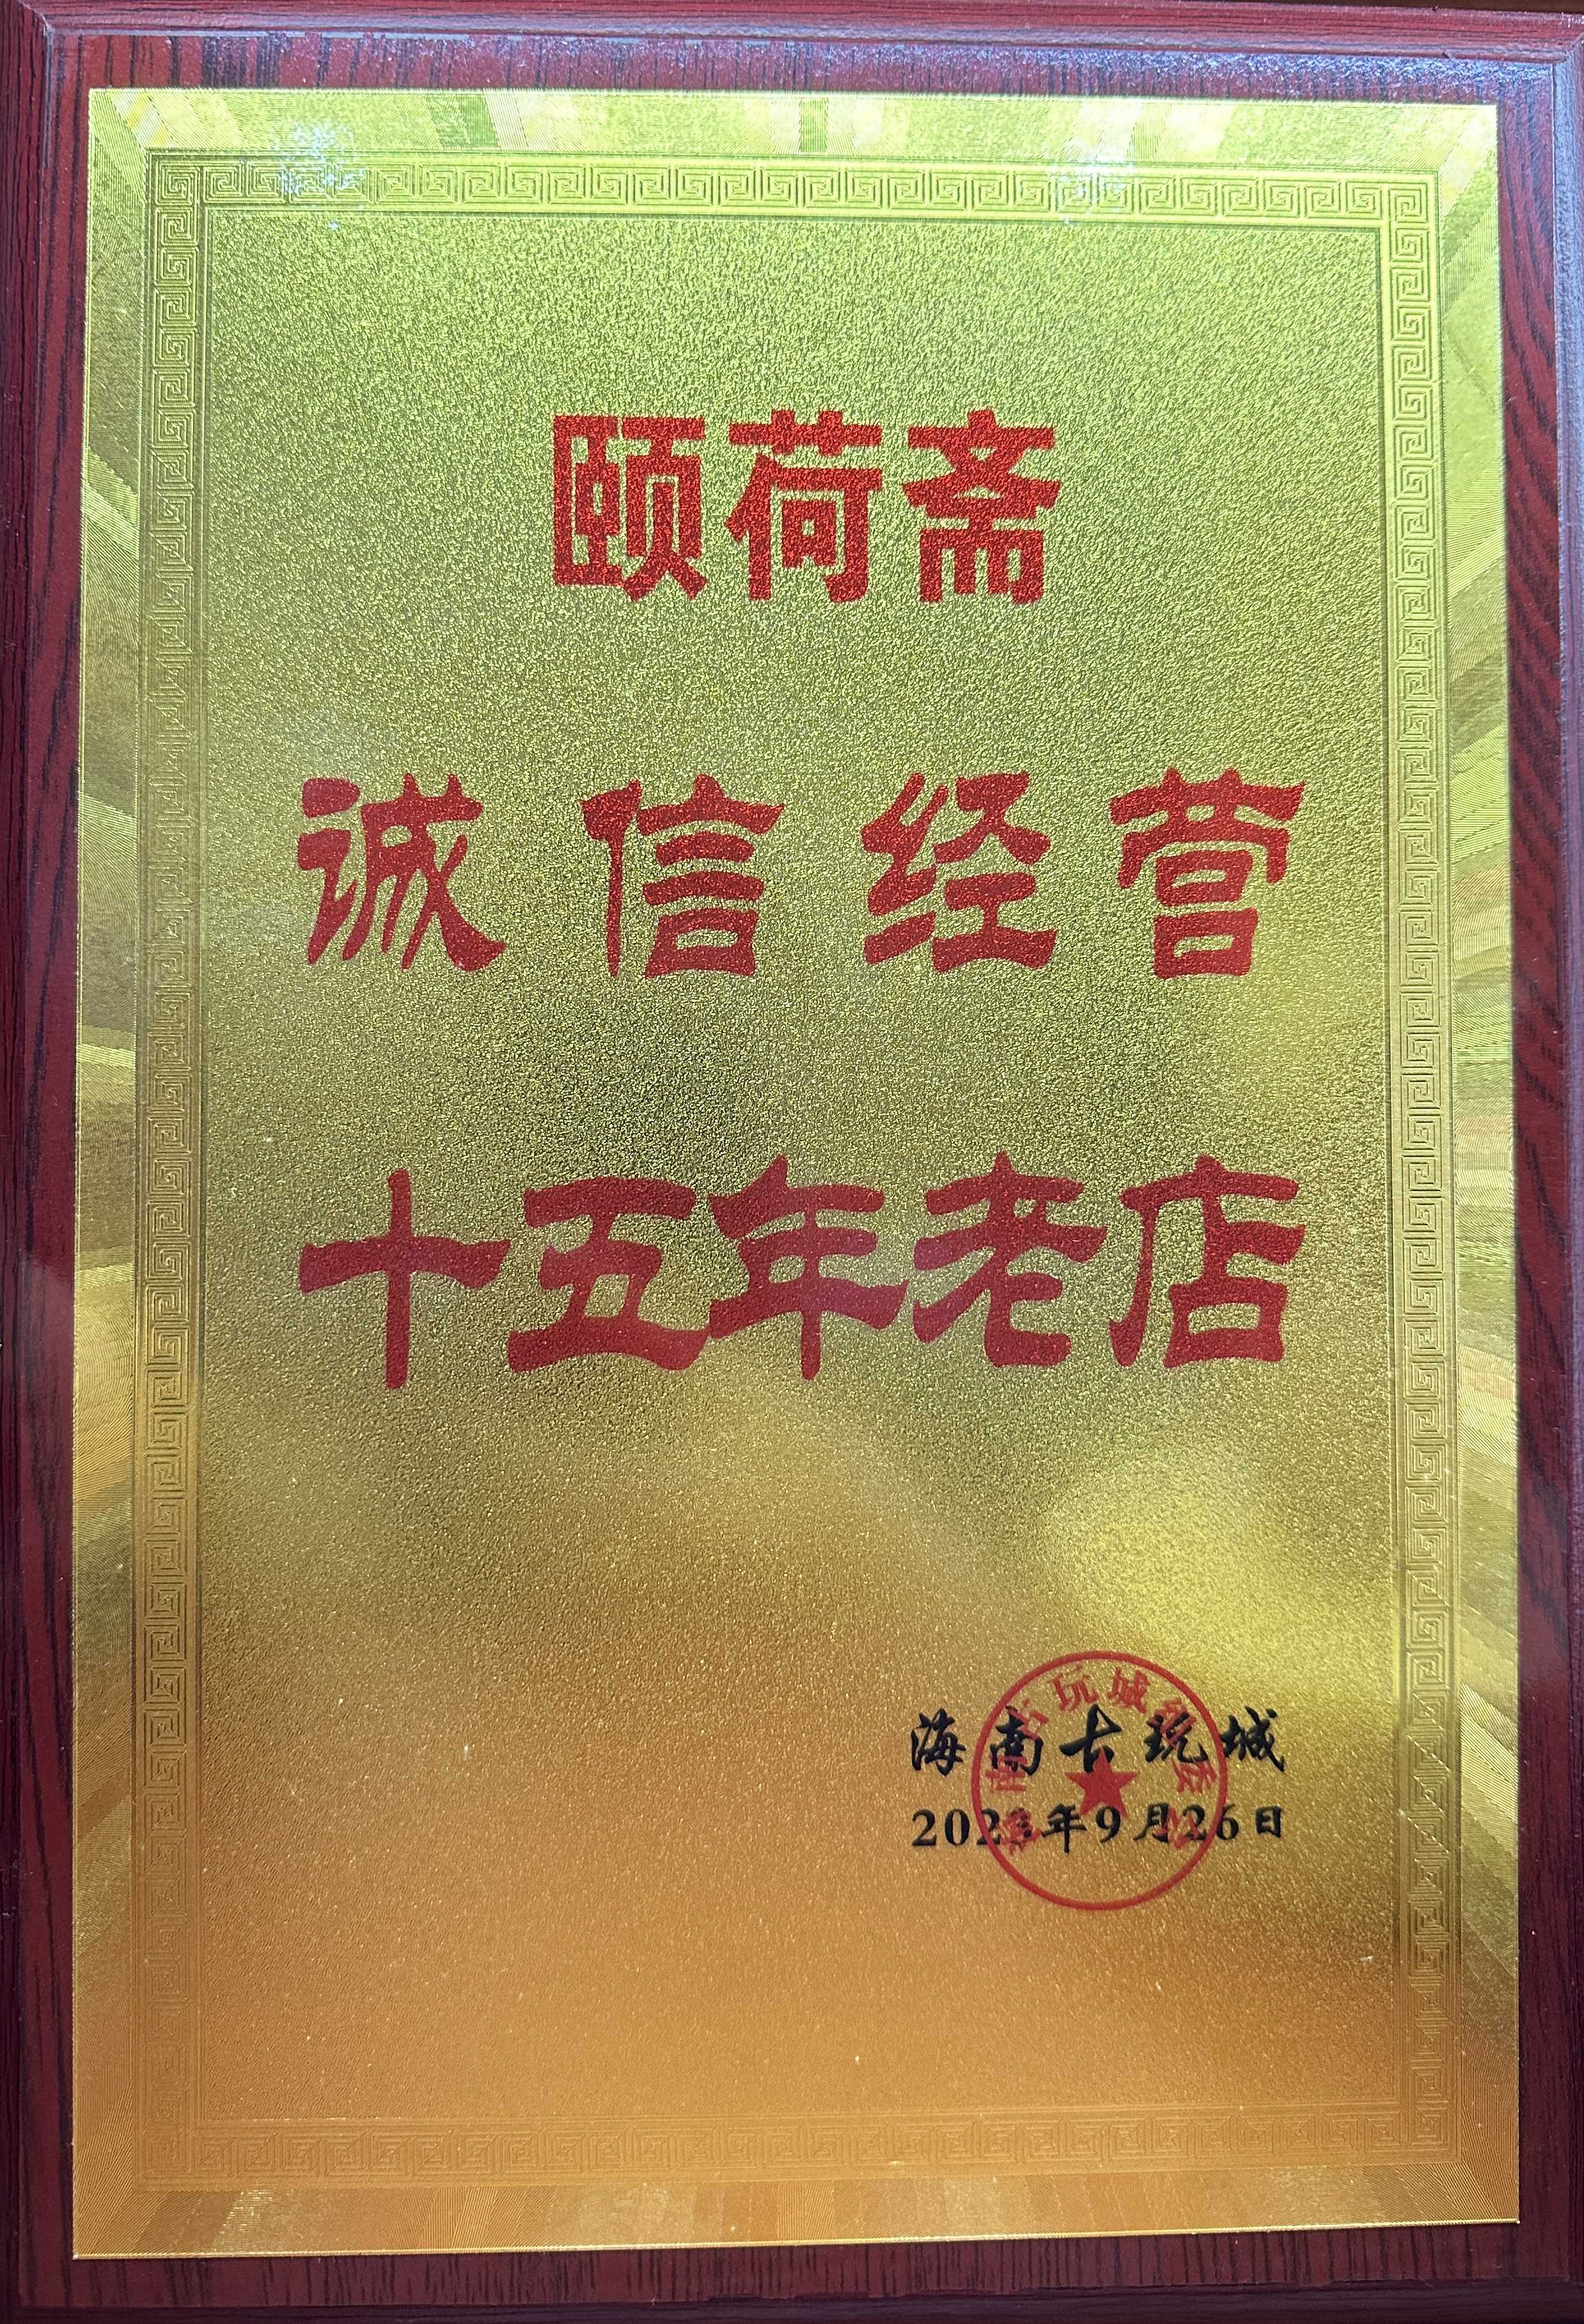 颐荷斋
诚信经营
十五年老店
海南古玩城
年9月26日